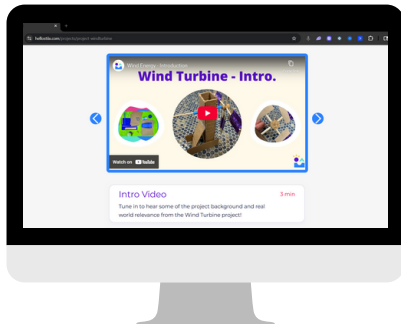 Wind Energy - Introduction
Wind Turbine - Intro.
Watch on YouTube
Intro Video
3 min
Tune in to hear some of the project background and real
world relevance from the Wind Turbine project!